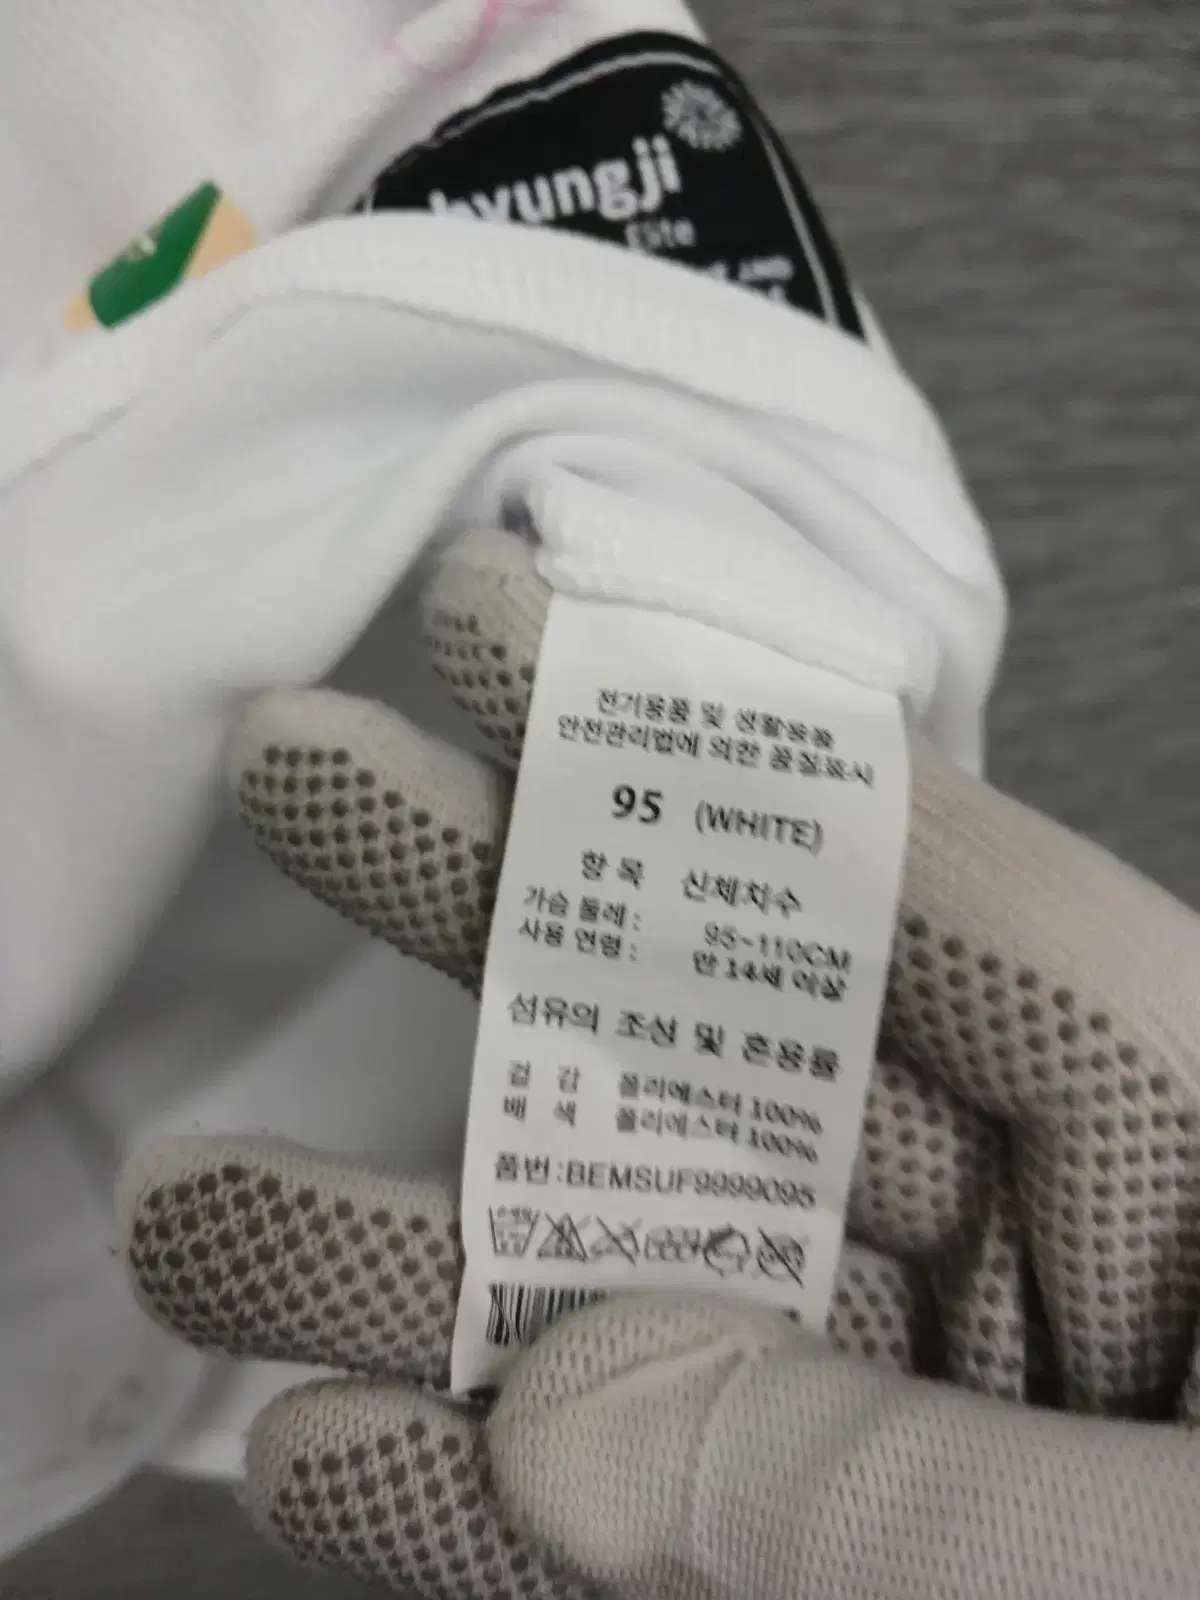 hyungji
Elite
전기용품 및 생활용품
안전관리법에 의한 품질표시
95 (WHITE)
항 목 신체치수
가슴 둘레 : 95~110CM
사용 연령 : 만 14세 이상
섬유의 조성 및 혼용률
겉 감 폴리에스터 100%
배 색 폴리에스터 100%
품번:BEMSUF9999095